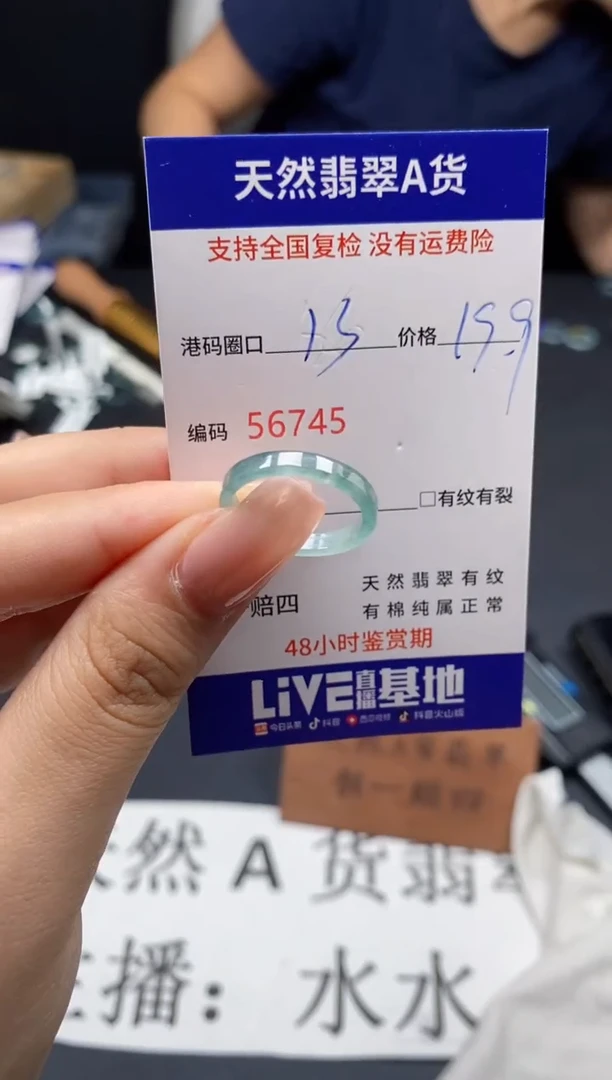 天然翡翠A货
支持全国复检 没有运费险
港码圈口 13 价格 19.9
编码 56745
□有纹有裂
赔四
天然翡翠有纹
有棉纯属正常
48小时鉴赏期
LiVE直播基地
今日头条 抖音 西瓜视频 抖音火山版
然 A 货翡
播：水水